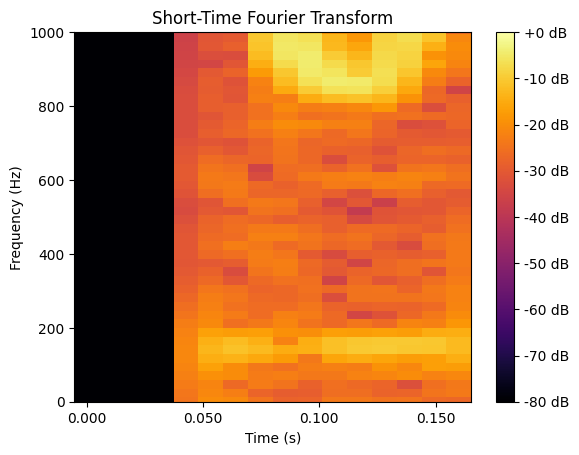 Short-Time Fourier Transform
1000
800
600
400
200
0
Frequency (Hz)
0.000
0.050
0.100
0.150
Time (s)
+0 dB
-10 dB
-20 dB
-30 dB
-40 dB
-50 dB
-60 dB
-70 dB
-80 dB